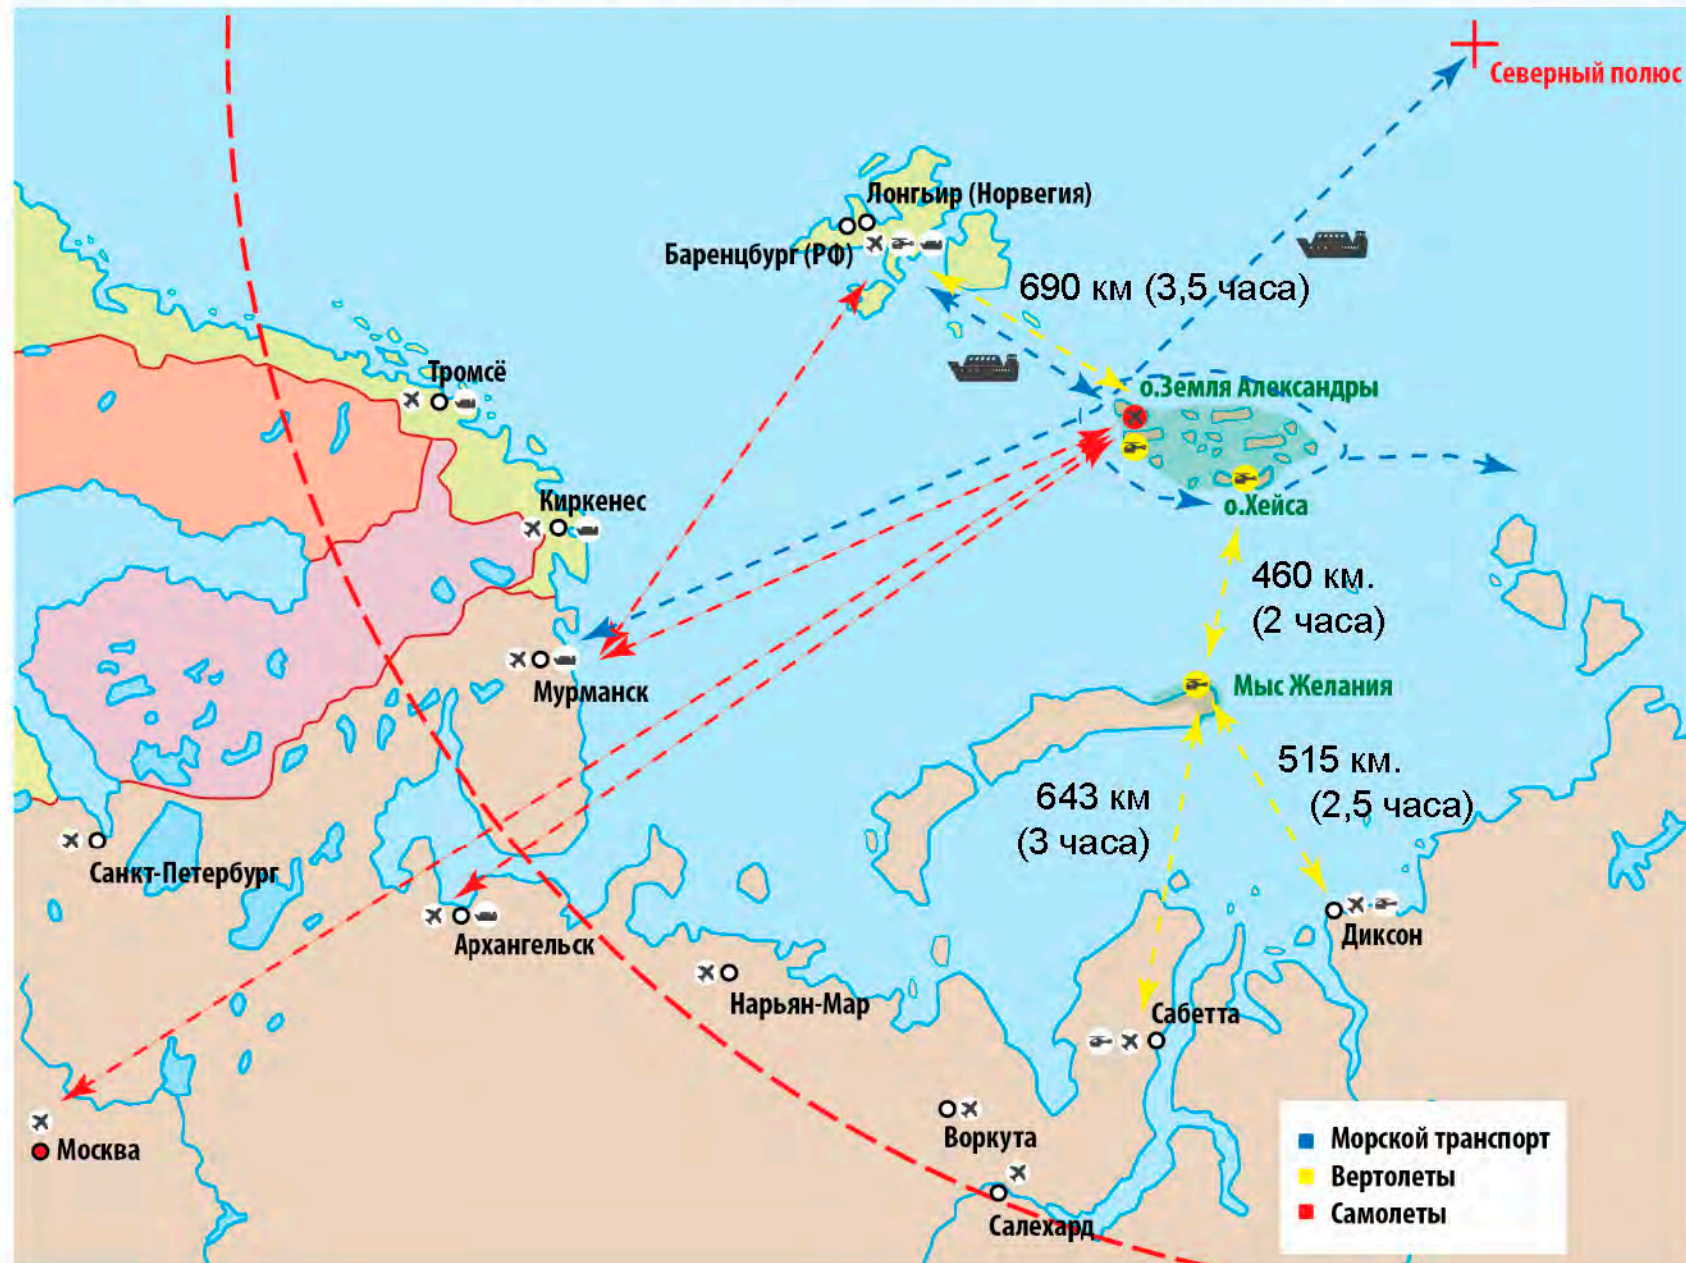 Северный полюс
Лонгьир (Норвегия)
Баренцбург (РФ)
690 км (3,5 часа)
Тромсё
о.Земля Александры
Киркенес
о.Хейса
460 км.
(2 часа)
Мурманск
Мыс Желания
515 км.
(2,5 часа)
643 км
(3 часа)
Санкт-Петербург
Архангельск
Диксон
Нарьян-Мар
Сабетта
Воркута
Москва
Салехард
Морской транспорт
Вертолеты
Самолеты